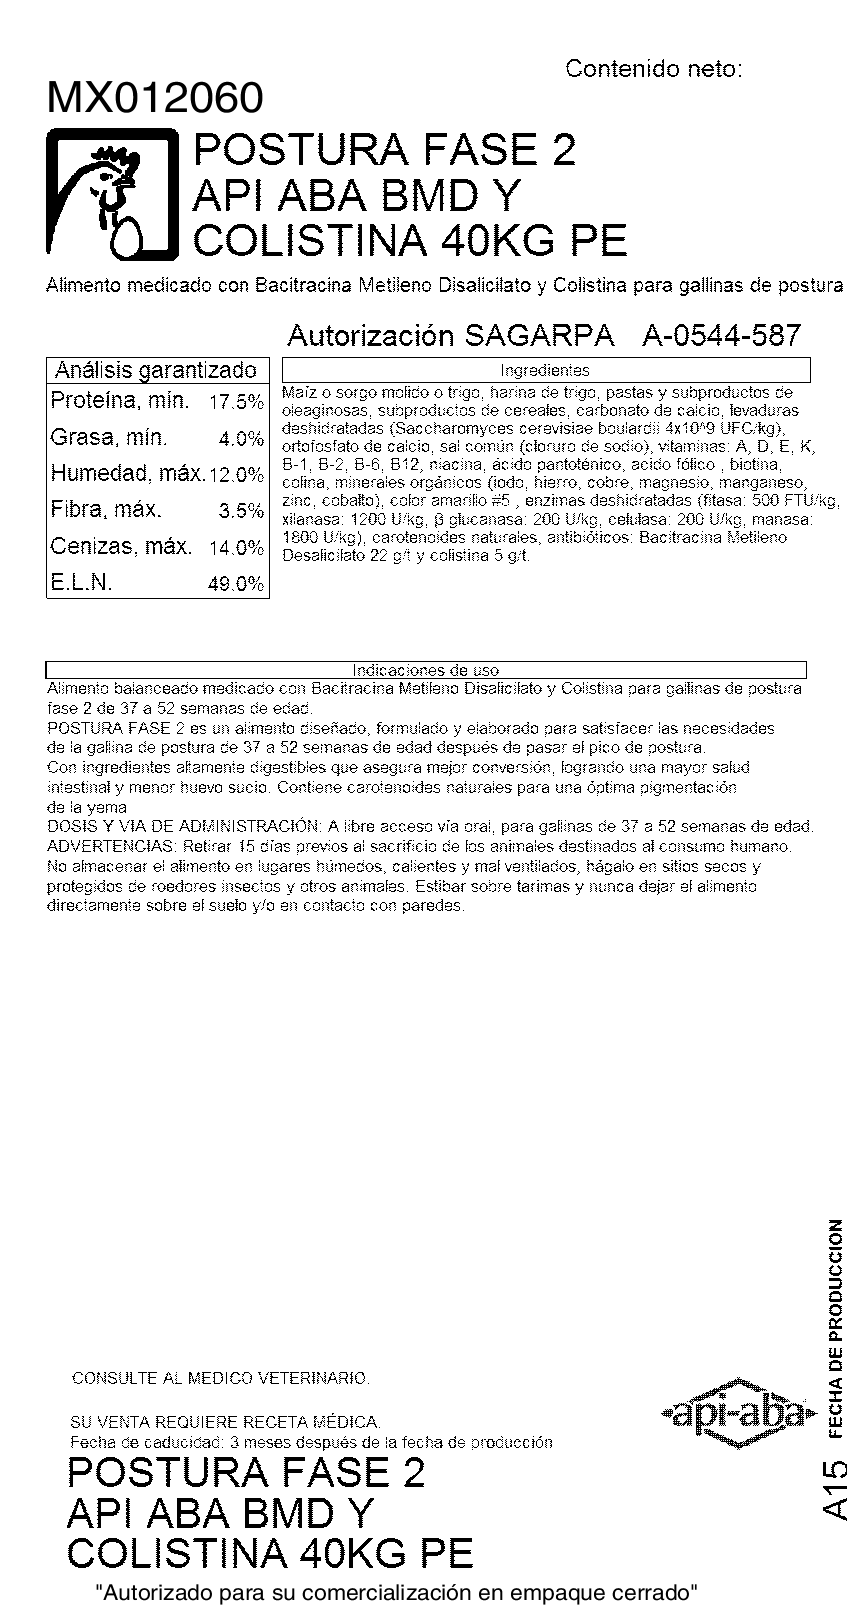 Contenido neto:
MX012060
POSTURA FASE 2
API ABA BMD Y
COLISTINA 40KG PE
Alimento medicado con Bacitracina Metileno Disalicilato y Colistina para gallinas de postura
Autorización SAGARPA A-0544-587
Análisis garantizado
Proteína, mín. 17.5%
Grasa, mín. 4.0%
Humedad, máx. 12.0%
Fibra, máx. 3.5%
Cenizas, máx. 14.0%
E.L.N. 49.0%
Ingredientes
Maíz o sorgo molido o trigo, harina de trigo, pastas y subproductos de
oleaginosas, subproductos de cereales, carbonato de calcio, levaduras
deshidratadas (Saccharomyces cerevisiae boulardii 4x10^9 UFC/kg),
ortofosfato de calcio, sal común (cloruro de sodio), vitaminas: A, D, E, K,
B-1, B-2, B-6, B12, niacina, ácido pantoténico, acido fólico , biotina,
colina, minerales orgánicos (iodo, hierro, cobre, magnesio, manganeso,
zinc, cobalto), color amarillo #5 , enzimas deshidratadas (fitasa: 500 FTU/kg,
xilanasa: 1200 U/kg, β glucanasa: 200 U/kg, celulasa: 200 U/kg, manasa:
1800 U/kg), carotenoides naturales, antibióticos: Bacitracina Metileno
Desalicilato 22 g/t y colistina 5 g/t.
Indicaciones de uso
Alimento balanceado medicado con Bacitracina Metileno Disalicilato y Colistina para gallinas de postura
fase 2 de 37 a 52 semanas de edad.
POSTURA FASE 2 es un alimento diseñado, formulado y elaborado para satisfacer las necesidades
de la gallina de postura de 37 a 52 semanas de edad después de pasar el pico de postura.
Con ingredientes altamente digestibles que asegura mejor conversión, logrando una mayor salud
intestinal y menor huevo sucio. Contiene carotenoides naturales para una óptima pigmentación
de la yema
DOSIS Y VIA DE ADMINISTRACIÓN: A libre acceso vía oral, para gallinas de 37 a 52 semanas de edad.
ADVERTENCIAS: Retirar 15 días previos al sacrificio de los animales destinados al consumo humano.
No almacenar el alimento en lugares húmedos, calientes y mal ventilados, hágalo en sitios secos y
protegidos de roedores insectos y otros animales. Estibar sobre tarimas y nunca dejar el alimento
directamente sobre el suelo y/o en contacto con paredes.
FECHA DE PRODUCCION
A15
CONSULTE AL MEDICO VETERINARIO.
api-aba
SU VENTA REQUIERE RECETA MÉDICA.
Fecha de caducidad: 3 meses después de la fecha de producción
POSTURA FASE 2
API ABA BMD Y
COLISTINA 40KG PE
"Autorizado para su comercialización en empaque cerrado"